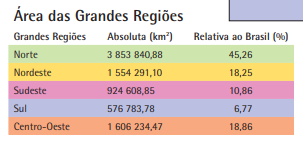 Área das Grandes Regiões
Grandes Regiões Absoluta (km²) Relativa ao Brasil (%)
Norte 3 853 840,88 45,26
Nordeste 1 554 291,10 18,25
Sudeste 924 608,85 10,86
Sul 576 783,78 6,77
Centro-Oeste 1 606 234,47 18,86